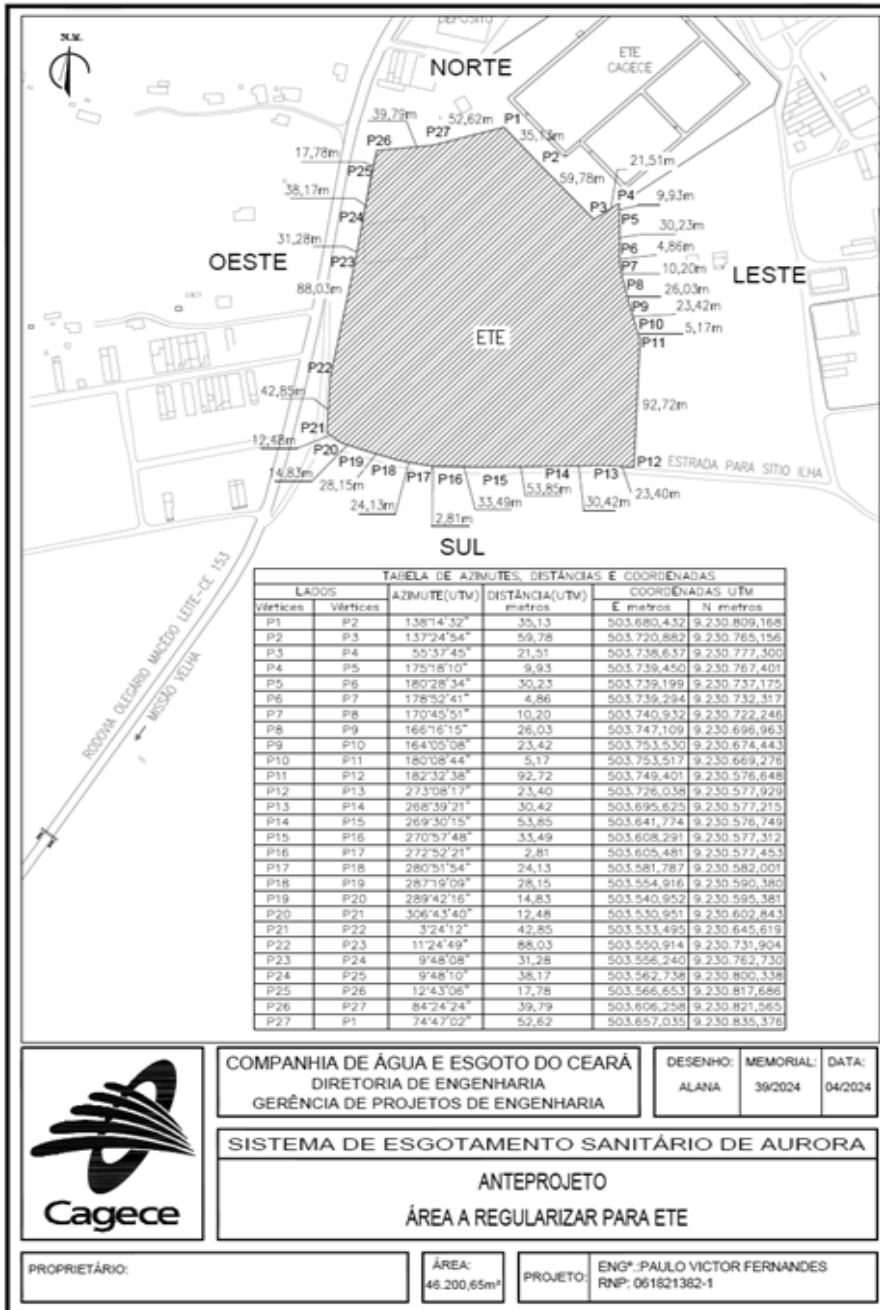 N.M.
DEPOSITO
NORTE
ETE
CAGECE
39,79m
52,62m
P1
P27
35,13m
P26
P2
17,78m
21,51m
P25
59,78m
38,17m
P4
9,93m
P24
P3
P5
30,23m
31,28m
P6
4,86m
OESTE
P23
P7
10,20m
LESTE
88,03m
P8
26,03m
P9
23,42m
P10
5,17m
ETE
P11
P22
42,85m
92,72m
P21
12,48m
P20
P19
P12
ESTRADA PARA SITIO ILHA
14,83m
P18
P17
P16
P15
P14
P13
28,15m
24,13m
2,81m
33,49m
53,85m
30,42m
23,40m
SUL
RODOVIA OLEGÁRIO MACÊDO LEITE-CE 153
MISSÃO VELHA
TABELA DE AZIMUTES, DISTÂNCIAS E COORDENADAS
LADOS AZIMUTE(UTM) DISTÂNCIA(UTM) COORDENADAS UTM
Vértices Vértices metros E metros N metros
P1 P2 138°14'32" 35,13 503.680,432 9.230.809,168
P2 P3 137°24'54" 59,78 503.720,882 9.230.765,156
P3 P4 55°37'45" 21,51 503.738,637 9.230.777,300
P4 P5 175°18'10" 9,93 503.739,450 9.230.767,401
P5 P6 180°28'34" 30,23 503.739,199 9.230.737,175
P6 P7 178°52'41" 4,86 503.739,294 9.230.732,317
P7 P8 170°45'51" 10,20 503.740,932 9.230.722,246
P8 P9 166°16'15" 26,03 503.747,109 9.230.696,963
P9 P10 164°05'08" 23,42 503.753,530 9.230.674,443
P10 P11 180°08'44" 5,17 503.753,517 9.230.669,276
P11 P12 182°32'38" 92,72 503.749,401 9.230.576,648
P12 P13 273°08'17" 23,40 503.726,038 9.230.577,929
P13 P14 268°39'21" 30,42 503.695,625 9.230.577,215
P14 P15 269°30'15" 53,85 503.641,774 9.230.576,749
P15 P16 270°57'48" 33,49 503.608,291 9.230.577,312
P16 P17 272°52'21" 2,81 503.605,481 9.230.577,453
P17 P18 280°51'54" 24,13 503.581,787 9.230.582,001
P18 P19 287°19'09" 28,15 503.554,916 9.230.590,380
P19 P20 289°42'16" 14,83 503.540,952 9.230.595,381
P20 P21 306°43'40" 12,48 503.530,951 9.230.602,843
P21 P22 3°24'12" 42,85 503.533,495 9.230.645,619
P22 P23 11°24'49" 88,03 503.550,914 9.230.731,904
P23 P24 9°48'08" 31,28 503.556,240 9.230.762,730
P24 P25 9°48'10" 38,17 503.562,738 9.230.800,338
P25 P26 12°43'06" 17,78 503.566,653 9.230.817,686
P26 P27 84°24'24" 39,79 503.606,258 9.230.821,565
P27 P1 74°47'02" 52,62 503.657,035 9.230.835,376
Cagece
COMPANHIA DE ÁGUA E ESGOTO DO CEARÁ
DIRETORIA DE ENGENHARIA
GERÊNCIA DE PROJETOS DE ENGENHARIA
DESENHO: MEMORIAL: DATA:
ALANA 39/2024 04/2024
SISTEMA DE ESGOTAMENTO SANITÁRIO DE AURORA
ANTEPROJETO
ÁREA A REGULARIZAR PARA ETE
PROPRIETÁRIO:
ÁREA:
46.200,65m²
PROJETO:
ENGº.:PAULO VICTOR FERNANDES
RNP: 061821382-1